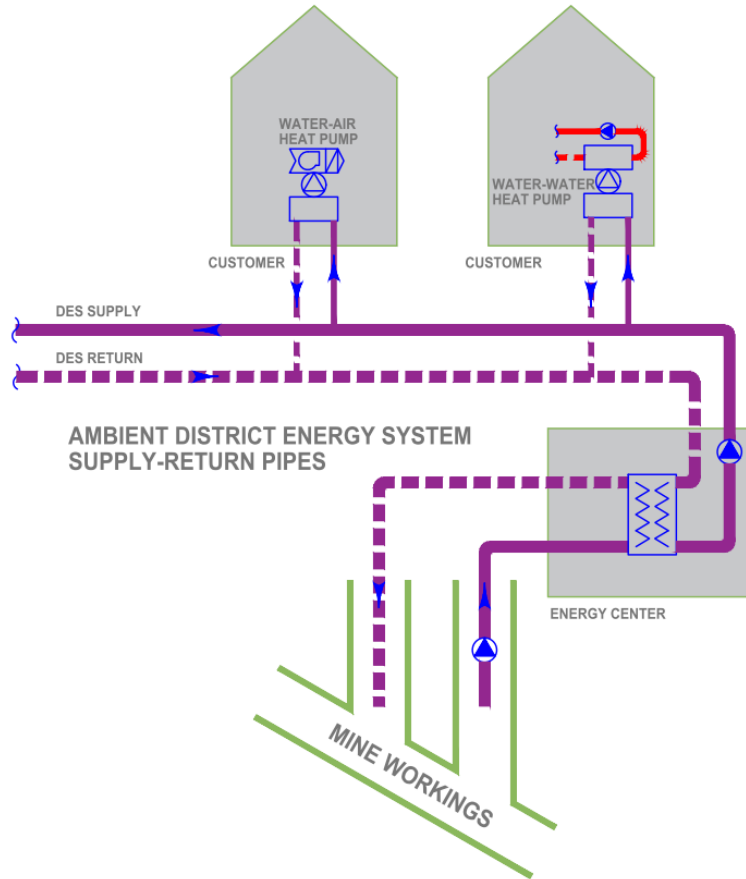 WATER-AIR
HEAT PUMP
WATER-WATER
HEAT PUMP
CUSTOMER
CUSTOMER
DES SUPPLY
DES RETURN
AMBIENT DISTRICT ENERGY SYSTEM
SUPPLY-RETURN PIPES
ENERGY CENTER
MINE WORKINGS